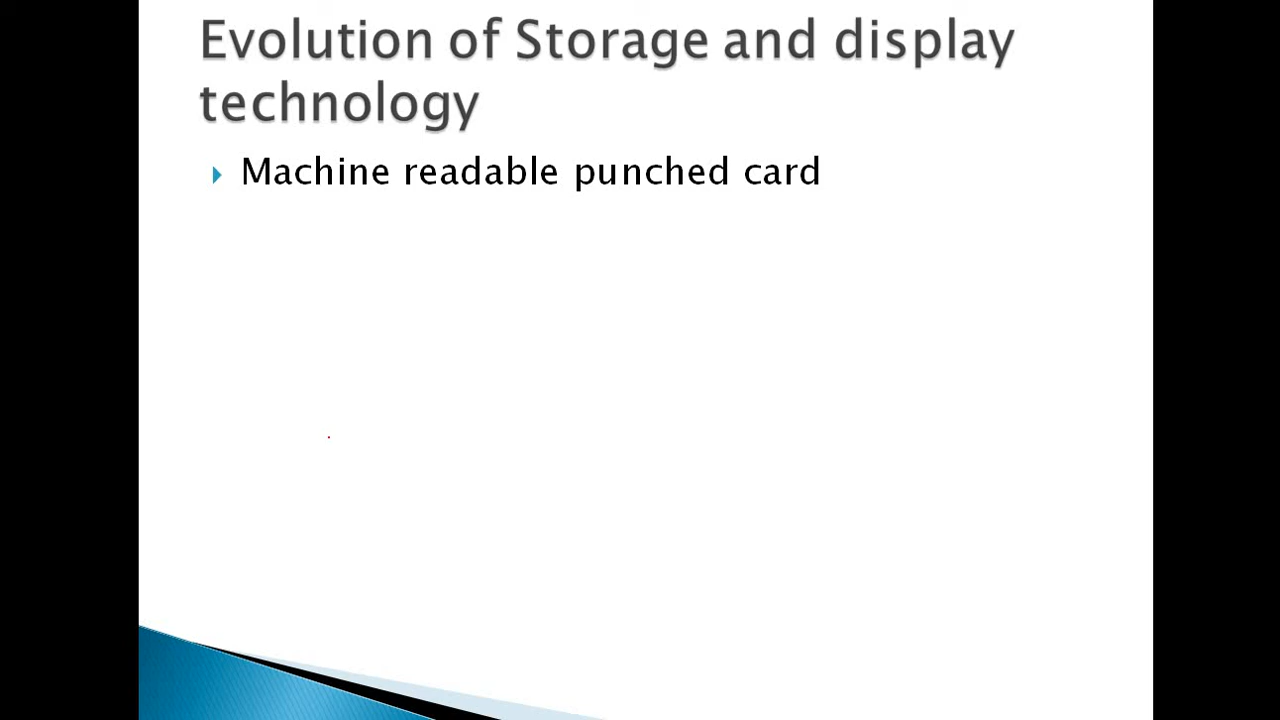 Evolution of Storage and display
technology
Machine readable punched card